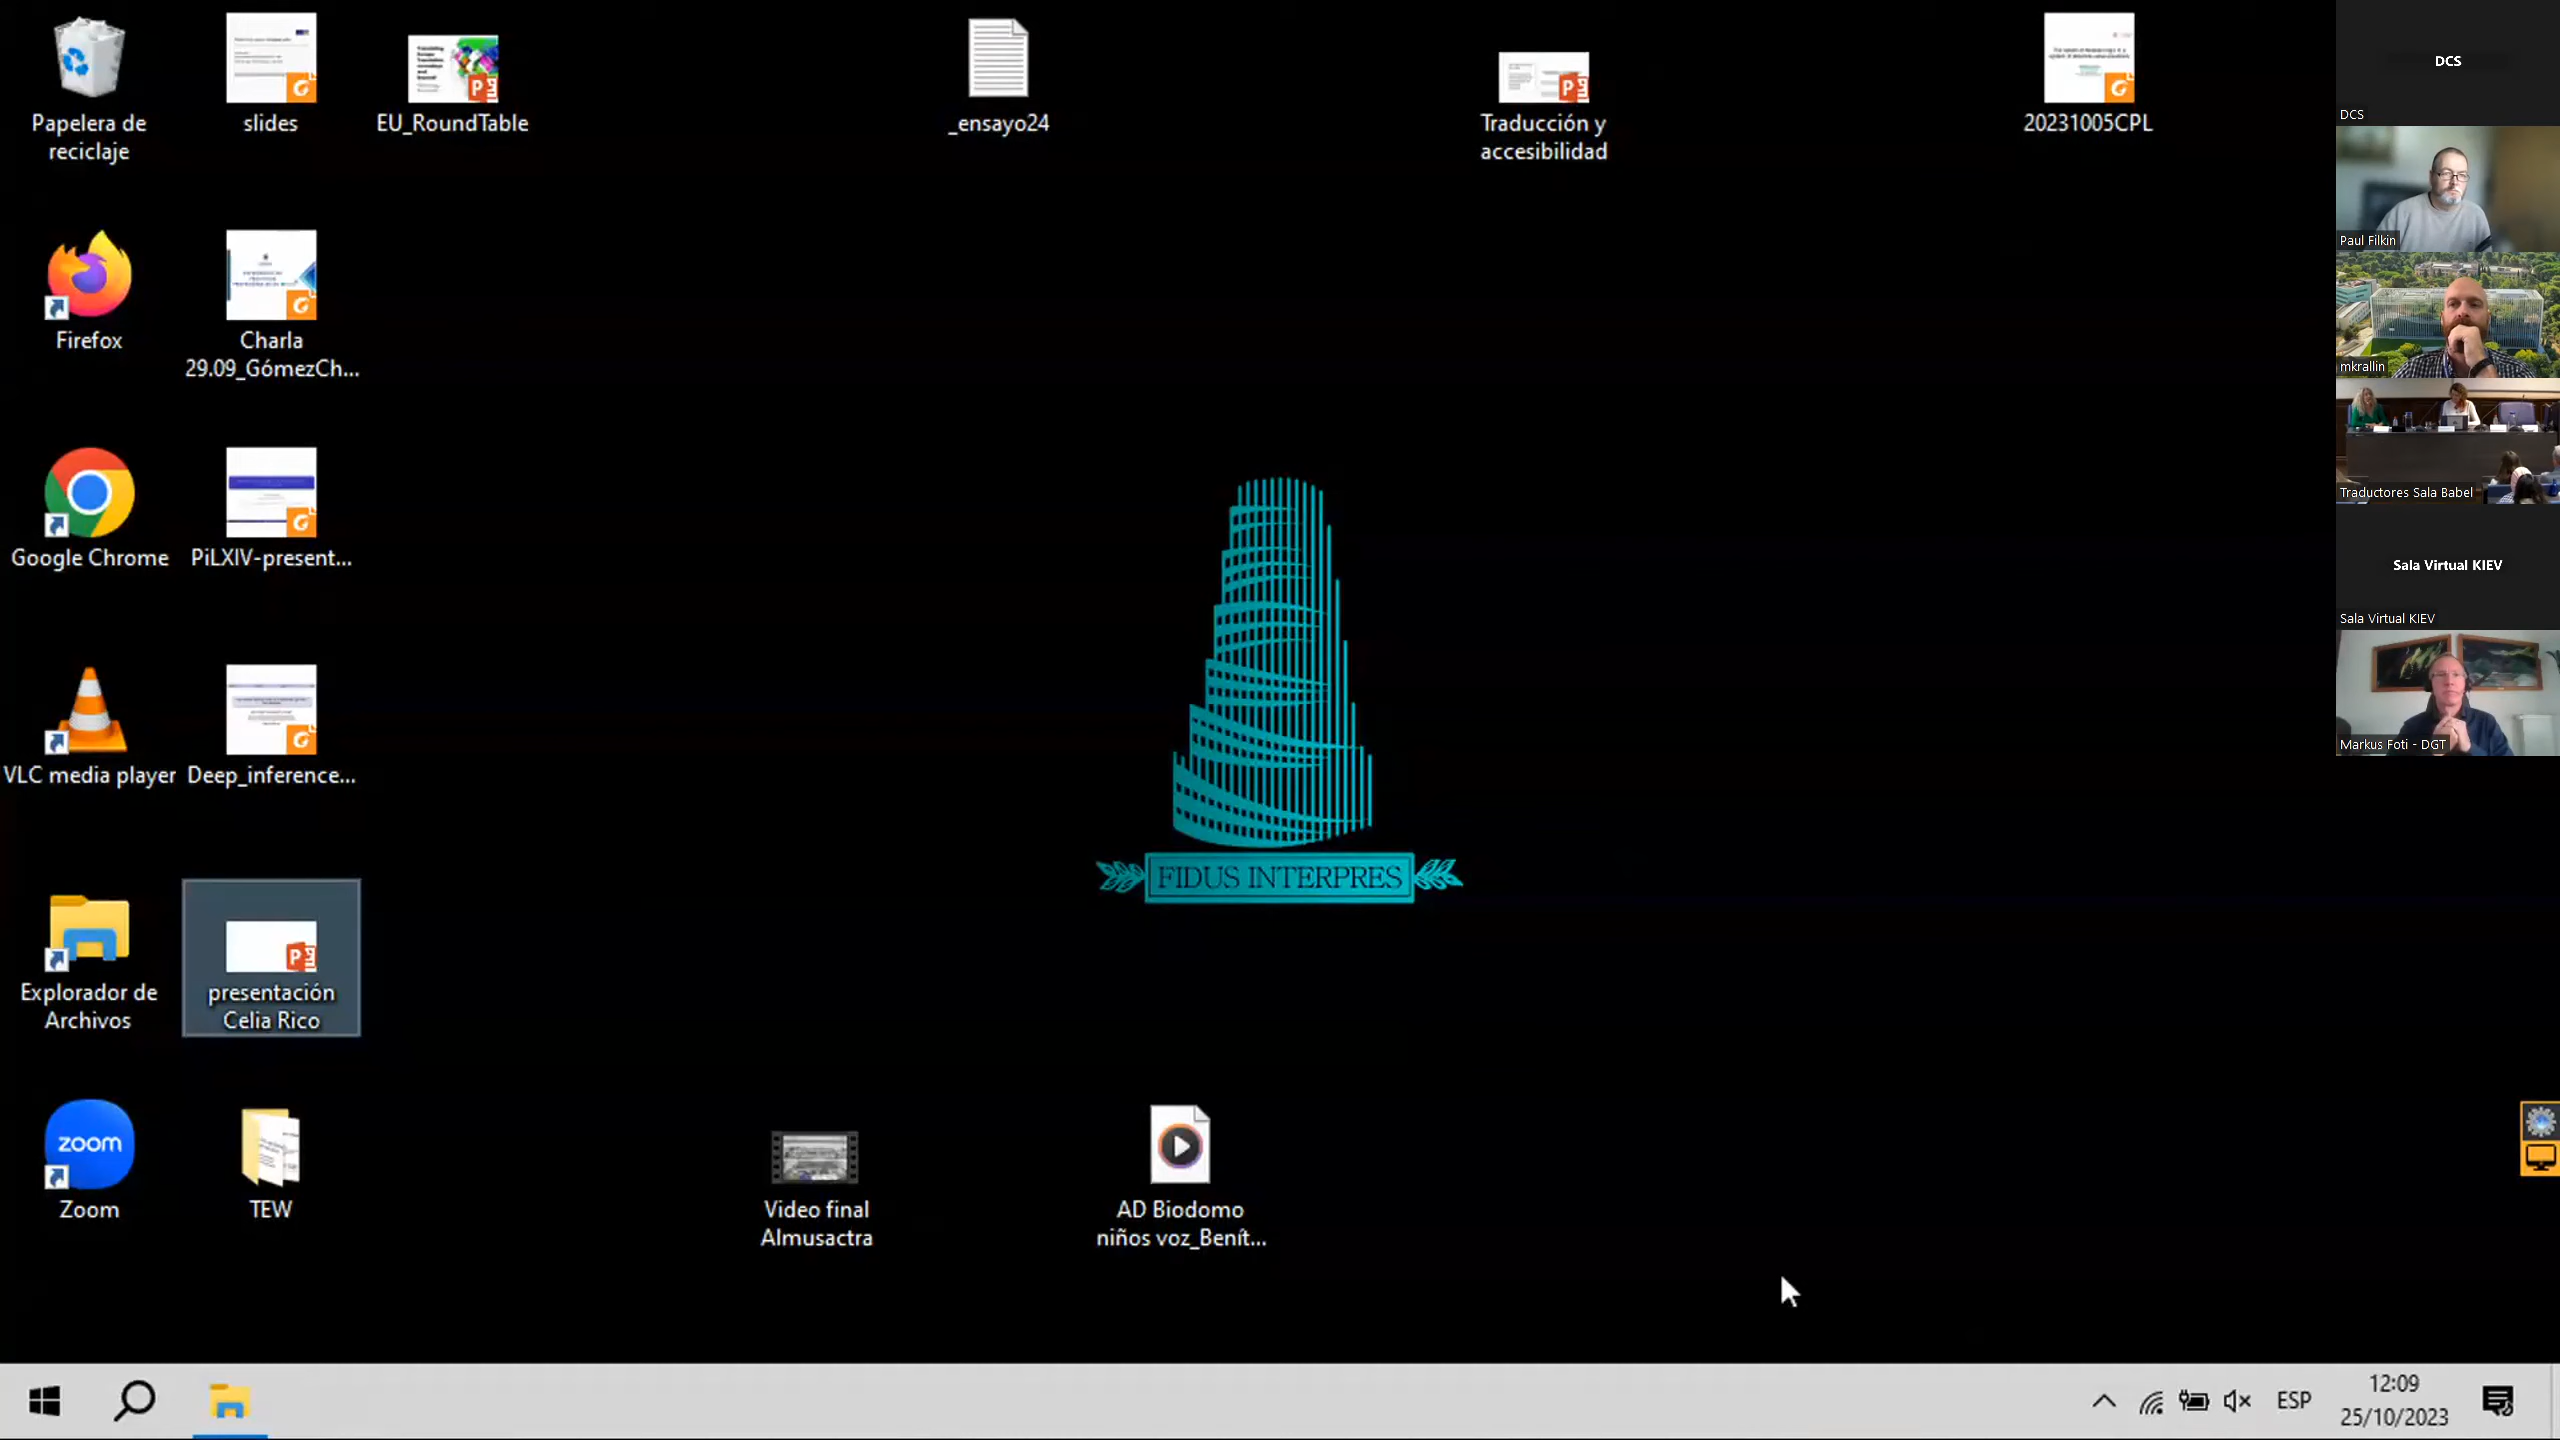 Papelera de
reciclaje
slides
EU_RoundTable
_ensayo24
Traducción y
accesibilidad
20231005CPL
Firefox
Charla
29.09_GómezCh...
Google Chrome
PiLXIV-present...
VLC media player
Deep_inference...
Explorador de
Archivos
presentación
Celia Rico
zoom
Zoom
TEW
Video final
Almusactra
AD Biodomo
niños voz_Benít...
FIDUS INTERPRES
DCS
DCS
Paul Filkin
mkrallin
Traductores Sala Babel
Sala Virtual KIEV
Sala Virtual KIEV
Markus Foti - DGT
ESP
12:09
25/10/2023